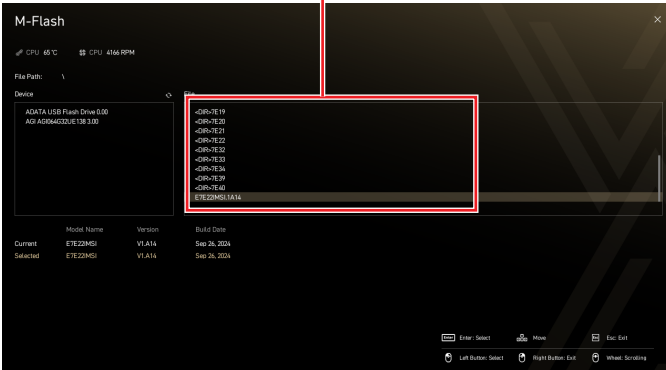 M-Flash
CPU 65°C CPU 4166 RPM
File Path: \
Device File
ADATA USB Flash Drive 0.00
AGI AGI064G32UE138 3.00
<DIR>7E19
<DIR>7E20
<DIR>7E21
<DIR>7E22
<DIR>7E32
<DIR>7E33
<DIR>7E34
<DIR>7E39
<DIR>7E40
E7E22IMSI.1A14
Model Name Version Build Date
Current E7E22IMSI V1.A14 Sep 26, 2024
Selected E7E22IMSI V1.A14 Sep 26, 2024
Enter Enter: Select Move Esc Esc: Exit
Left Button: Select Right Button: Exit Wheel: Scrolling